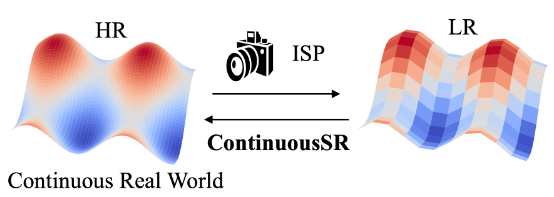 HR
ISP
LR
ContinuousSR
Continuous Real World